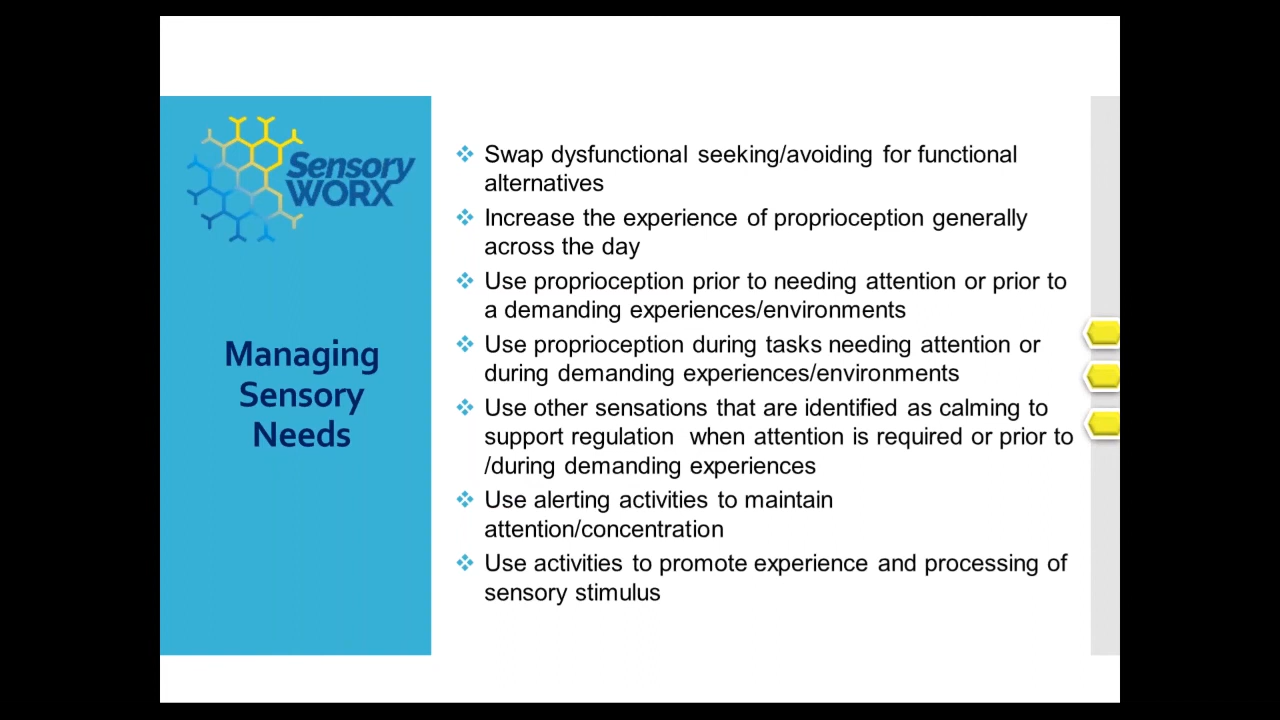 Sensory
WORX
Managing
Sensory
Needs
Swap dysfunctional seeking/avoiding for functional
alternatives
Increase the experience of proprioception generally
across the day
Use proprioception prior to needing attention or prior to
a demanding experiences/environments
Use proprioception during tasks needing attention or
during demanding experiences/environments
Use other sensations that are identified as calming to
support regulation  when attention is required or prior to
/during demanding experiences
Use alerting activities to maintain
attention/concentration
Use activities to promote experience and processing of
sensory stimulus